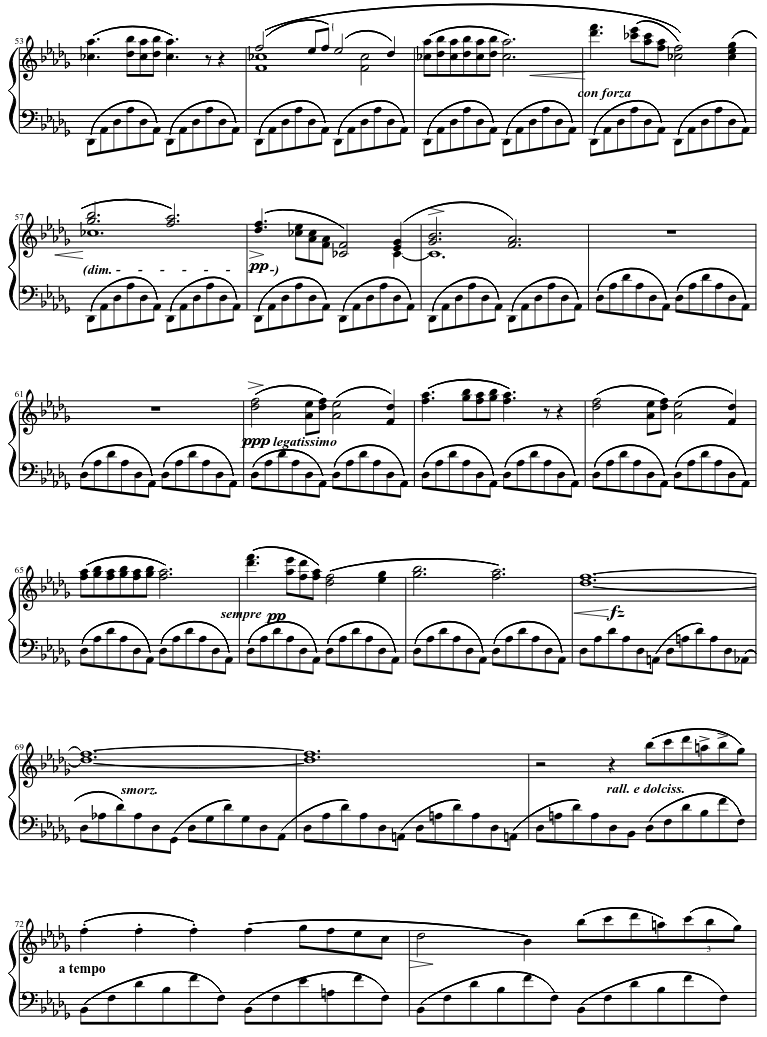 53
con forza
57
(dim. - - - - - - - -)
pp
61
ppp legatissimo
65
sempre pp
fz
69
smorz.
rall. e dolciss.
72
a tempo
3